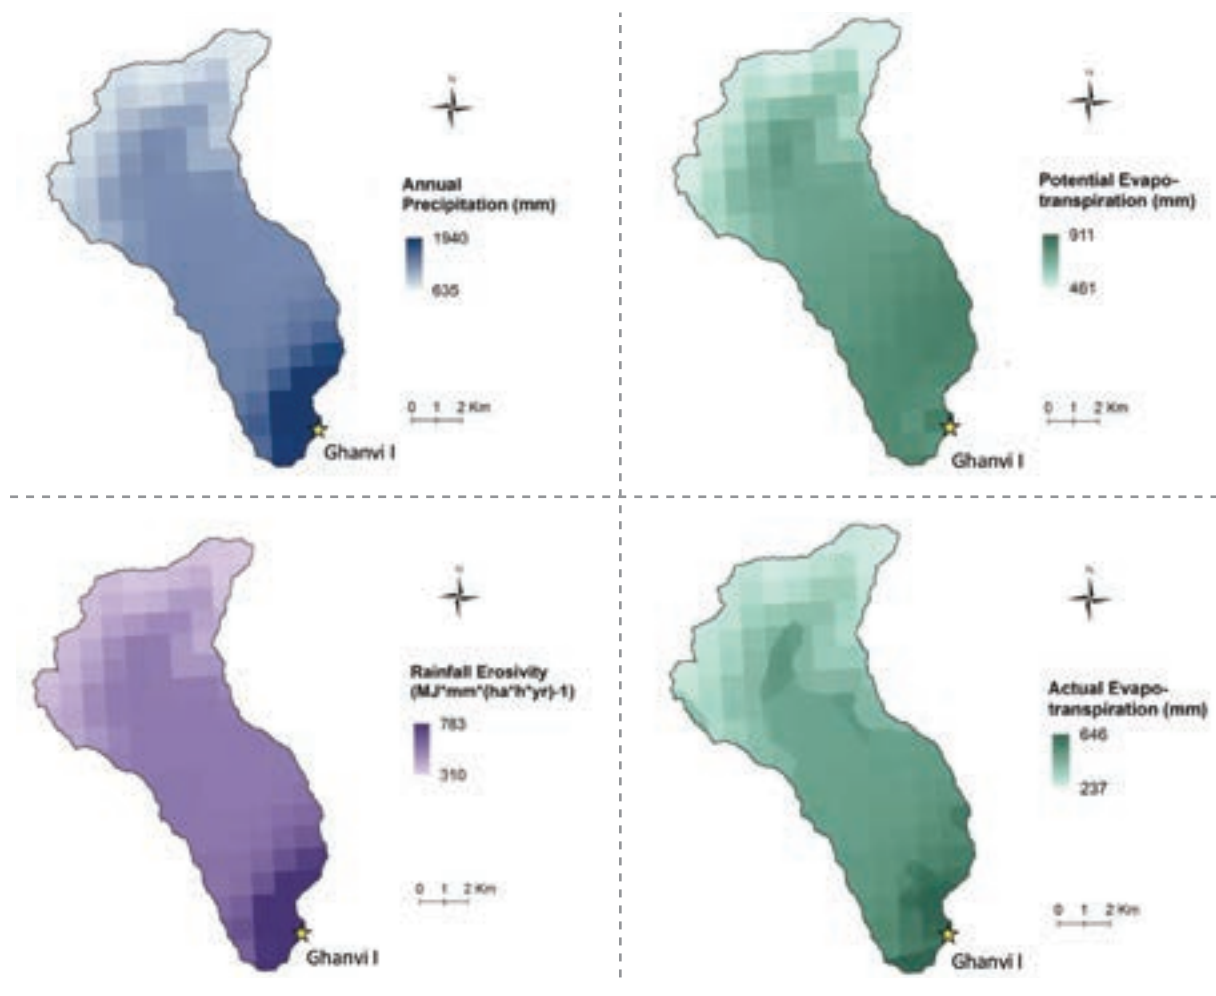 N
Annual
Precipitation (mm)
1940
635
0 1 2 Km
Ghanvi I
N
Potential Evapo-
transpiration (mm)
911
461
0 1 2 Km
Ghanvi I
N
Rainfall Erosivity
(MJ*mm*(ha*h*yr)-1)
783
310
0 1 2 Km
Ghanvi I
N
Actual Evapo-
transpiration (mm)
646
237
0 1 2 Km
Ghanvi I